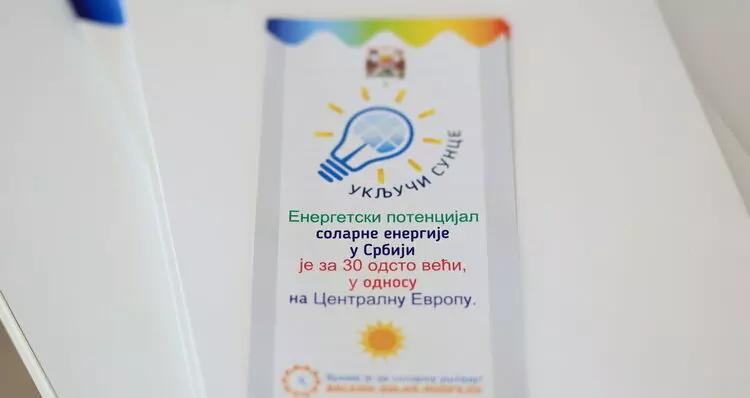 УКЉУЧИ СУНЦЕ
Енергетски потенцијал
соларне енергије
у Србији
је за 30 одсто већи,
у односу
на Централну Европу.